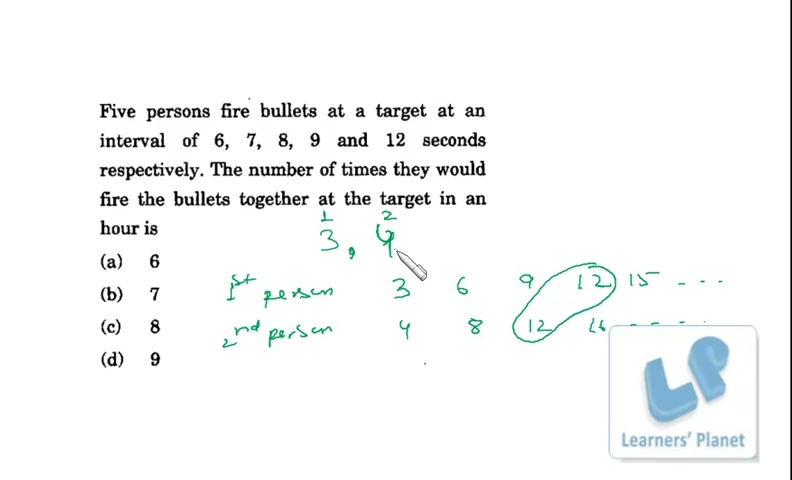 Five persons fire bullets at a target at an
interval of 6, 7, 8, 9 and 12 seconds
respectively. The number of times they would
fire the bullets together at the target in an
hour is
1 2
3, 4
(a) 6
(b) 7
(c) 8
(d) 9
1st person 3 6 9 12 15 - - -
2nd person 4 8 12 16 - - - -
LP
Learners' Planet